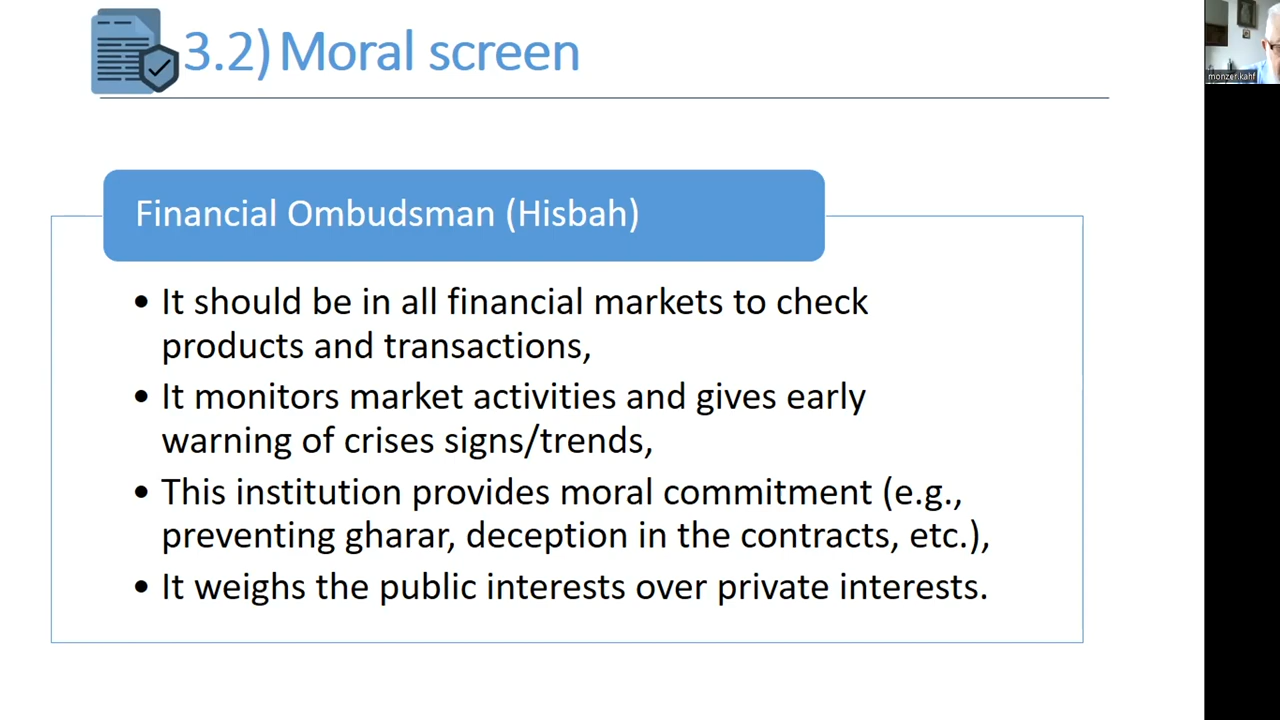 3.2) Moral screen
monzer.kahf
Financial Ombudsman (Hisbah)
• It should be in all financial markets to check
products and transactions,
• It monitors market activities and gives early
warning of crises signs/trends,
• This institution provides moral commitment (e.g.,
preventing gharar, deception in the contracts, etc.),
• It weighs the public interests over private interests.